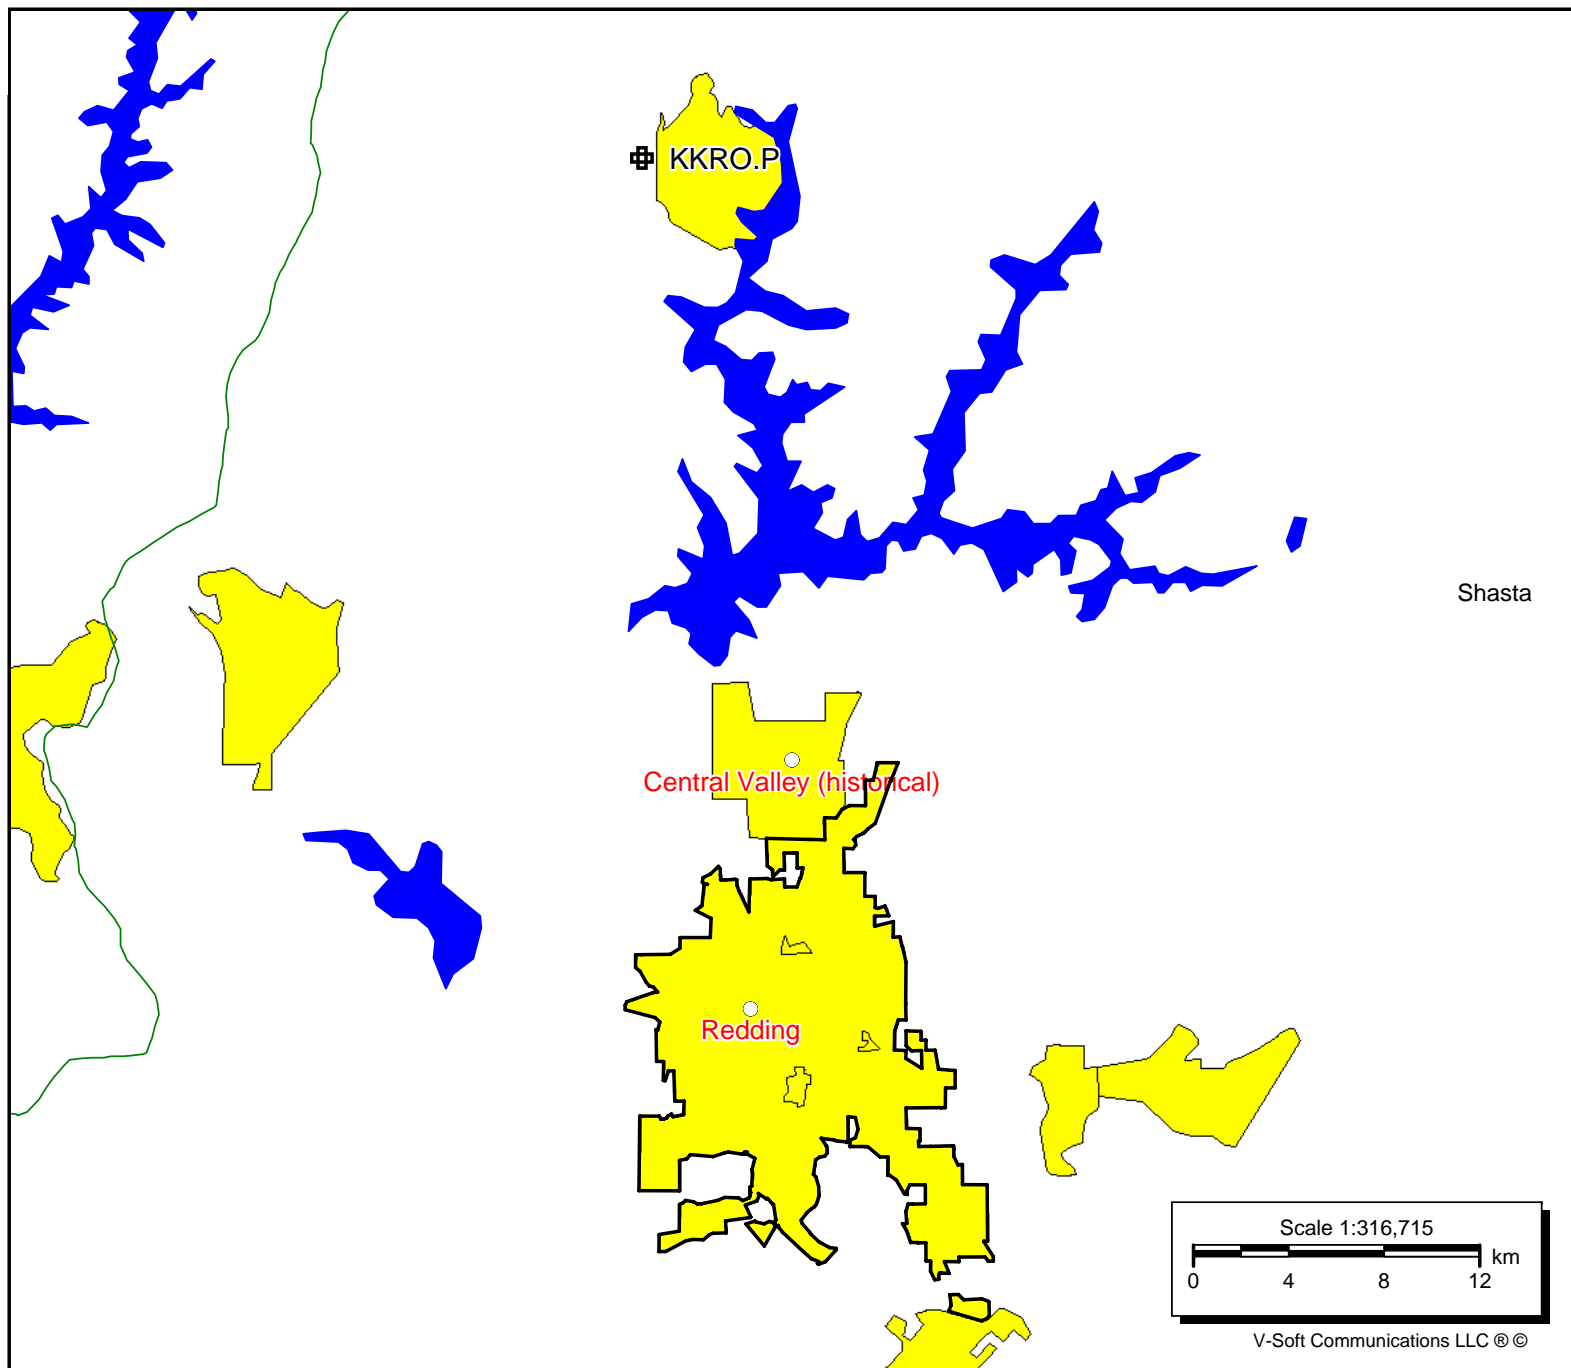 KKRO.P
Shasta
Central Valley (historical)
Redding
Scale 1:316,715
km
0 4 8 12
V-Soft Communications LLC ® ©